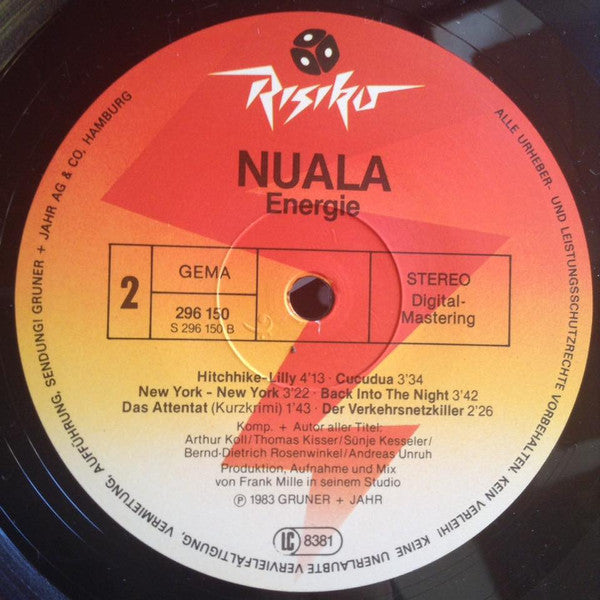 Risiko
NUALA
Energie
2
GEMA
296 150
S 296 150 B
STEREO
Digital-
Mastering
Hitchhike-Lilly 4'13 · Cucudua 3'34
New York - New York 3'22 · Back Into The Night 3'42
Das Attentat (Kurzkrimi) 1'43 · Der Verkehrsnetzkiller 2'26
Komp. + Autor aller Titel:
Arthur Koll/Thomas Kisser/Sünje Kesseler/
Bernd-Dietrich Rosenwinkel/Andreas Unruh
Produktion, Aufnahme und Mix
von Frank Mille in seinem Studio
℗ 1983 GRUNER + JAHR
LC 8381
ALLE URHEBER- UND LEISTUNGSSCHUTZRECHTE VORBEHALTEN. KEIN VERLEIH! KEINE UNERLAUBTE VERVIELFÄLTIGUNG, VERMIETUNG, AUFFÜHRUNG, SENDUNG! GRUNER + JAHR AG & CO, HAMBURG